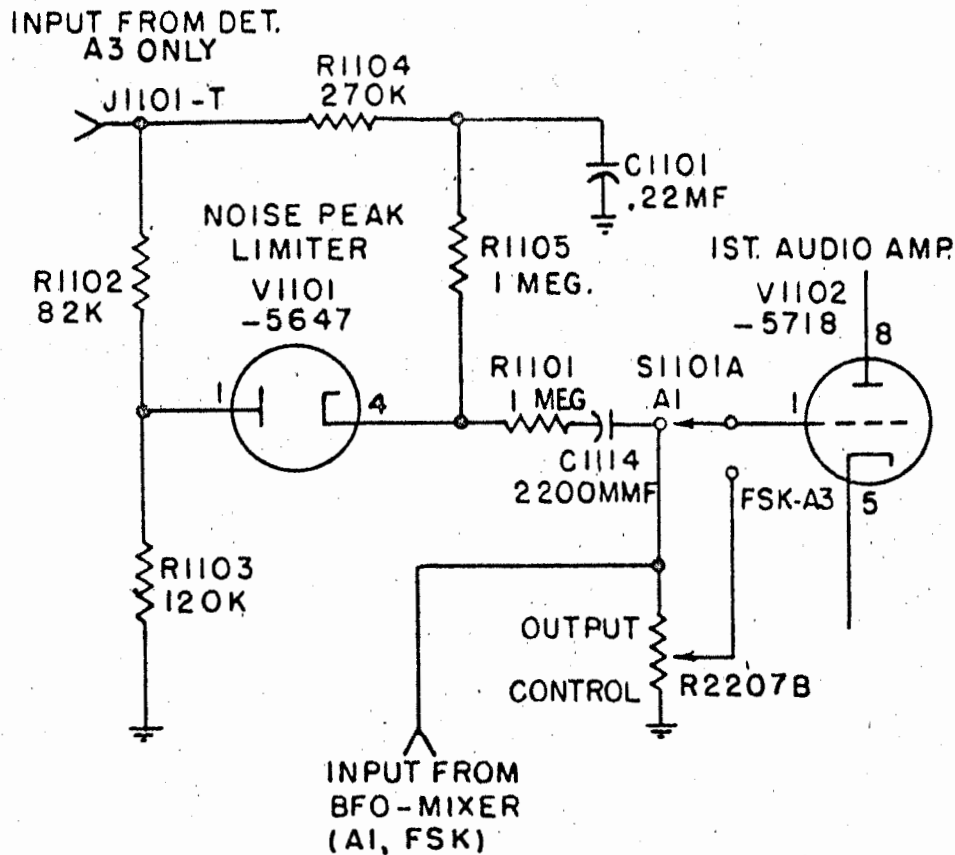 INPUT FROM DET.
A3 ONLY
J1101-T
R1104
270K
C1101
.22MF
NOISE PEAK
LIMITER
V1101
-5647
R1102
82K
R1105
1 MEG.
1ST. AUDIO AMP.
V1102
-5718
8
1
4
R1101
1 MEG
S1101A
A1
1
C1114
2200MMF
FSK-A3
5
R1103
120K
OUTPUT
CONTROL
R2207B
INPUT FROM
BFO-MIXER
(A1, FSK)